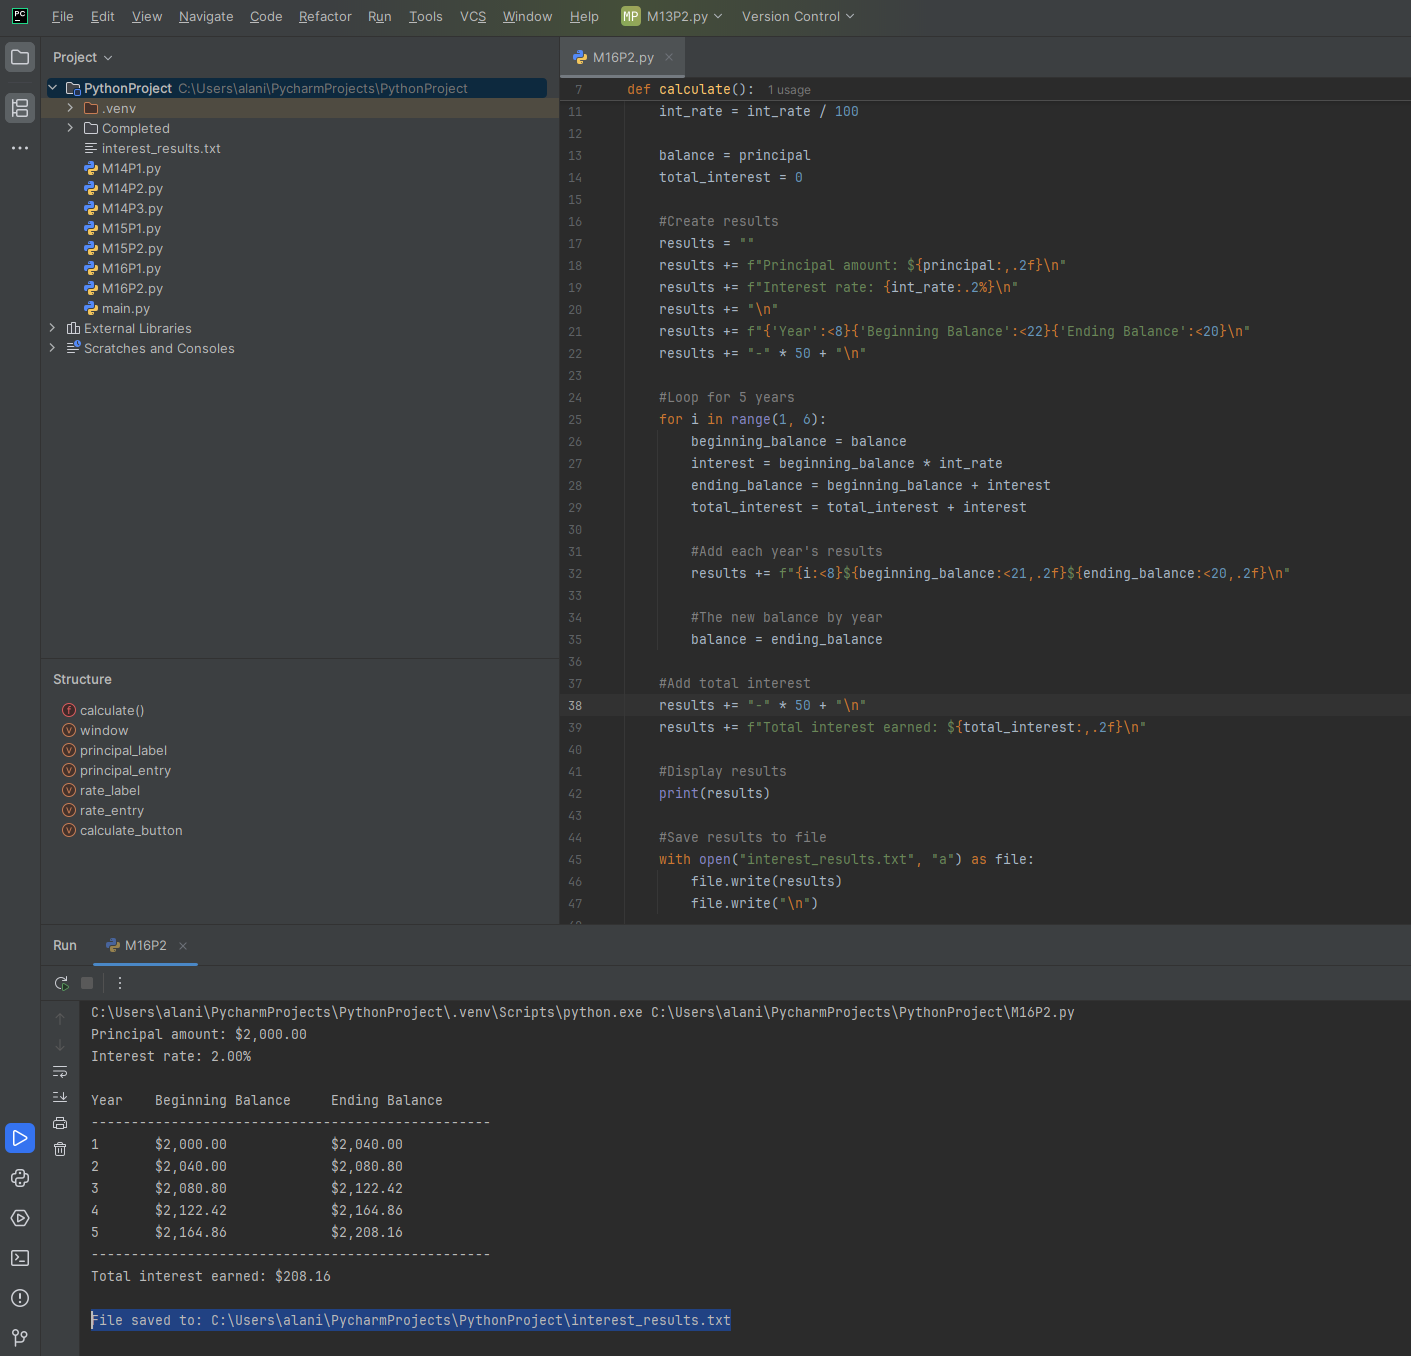 PC File Edit View Navigate Code Refactor Run Tools VCS Window Help MP M13P2.py Version Control
Project
PythonProject C:\Users\alani\PycharmProjects\PythonProject
.venv
Completed
interest_results.txt
M14P1.py
M14P2.py
M14P3.py
M15P1.py
M15P2.py
M16P1.py
M16P2.py
main.py
External Libraries
Scratches and Consoles
Structure
f calculate()
v window
v principal_label
v principal_entry
v rate_label
v rate_entry
v calculate_button
M16P2.py
7 def calculate(): 1 usage
11 int_rate = int_rate / 100
12
13 balance = principal
14 total_interest = 0
15
16 #Create results
17 results = ""
18 results += f"Principal amount: ${principal:,.2f}\n"
19 results += f"Interest rate: {int_rate:.2%}\n"
20 results += "\n"
21 results += f"{'Year':<8}{'Beginning Balance':<22}{'Ending Balance':<20}\n"
22 results += "-" * 50 + "\n"
23
24 #Loop for 5 years
25 for i in range(1, 6):
26 beginning_balance = balance
27 interest = beginning_balance * int_rate
28 ending_balance = beginning_balance + interest
29 total_interest = total_interest + interest
30
31 #Add each year's results
32 results += f"{i:<8}${beginning_balance:<21,.2f}${ending_balance:<20,.2f}\n"
33
34 #The new balance by year
35 balance = ending_balance
36
37 #Add total interest
38 results += "-" * 50 + "\n"
39 results += f"Total interest earned: ${total_interest:,.2f}\n"
40
41 #Display results
42 print(results)
43
44 #Save results to file
45 with open("interest_results.txt", "a") as file:
46 file.write(results)
47 file.write("\n")
Run M16P2
C:\Users\alani\PycharmProjects\PythonProject\.venv\Scripts\python.exe C:\Users\alani\PycharmProjects\PythonProject\M16P2.py
Principal amount: $2,000.00
Interest rate: 2.00%
Year Beginning Balance Ending Balance
--------------------------------------------------
1 $2,000.00 $2,040.00
2 $2,040.00 $2,080.80
3 $2,080.80 $2,122.42
4 $2,122.42 $2,164.86
5 $2,164.86 $2,208.16
--------------------------------------------------
Total interest earned: $208.16
File saved to: C:\Users\alani\PycharmProjects\PythonProject\interest_results.txt